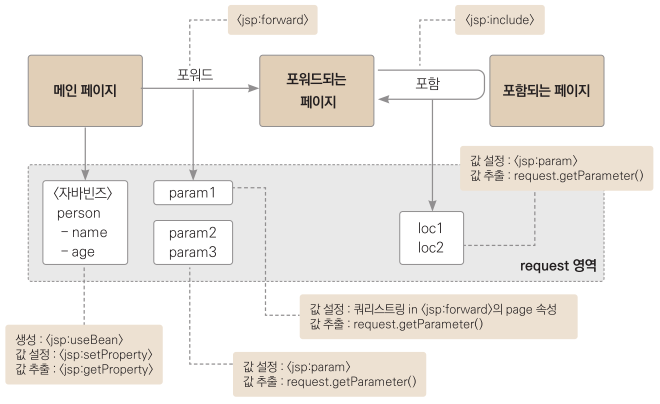 〈jsp:forward〉
〈jsp:include〉
메인 페이지
포워드
포워드되는
페이지
포함
포함되는 페이지
값 설정 : 〈jsp:param〉
값 추출 : request.getParameter()
〈자바빈즈〉
person
– name
– age
param1
param2
param3
loc1
loc2
request 영역
생성 : 〈jsp:useBean〉
값 설정 : 〈jsp:setProperty〉
값 추출 : 〈jsp:getProperty〉
값 설정 : 쿼리스트링 in 〈jsp:forward〉의 page 속성
값 추출 : request.getParameter()
값 설정 : 〈jsp:param〉
값 추출 : request.getParameter()